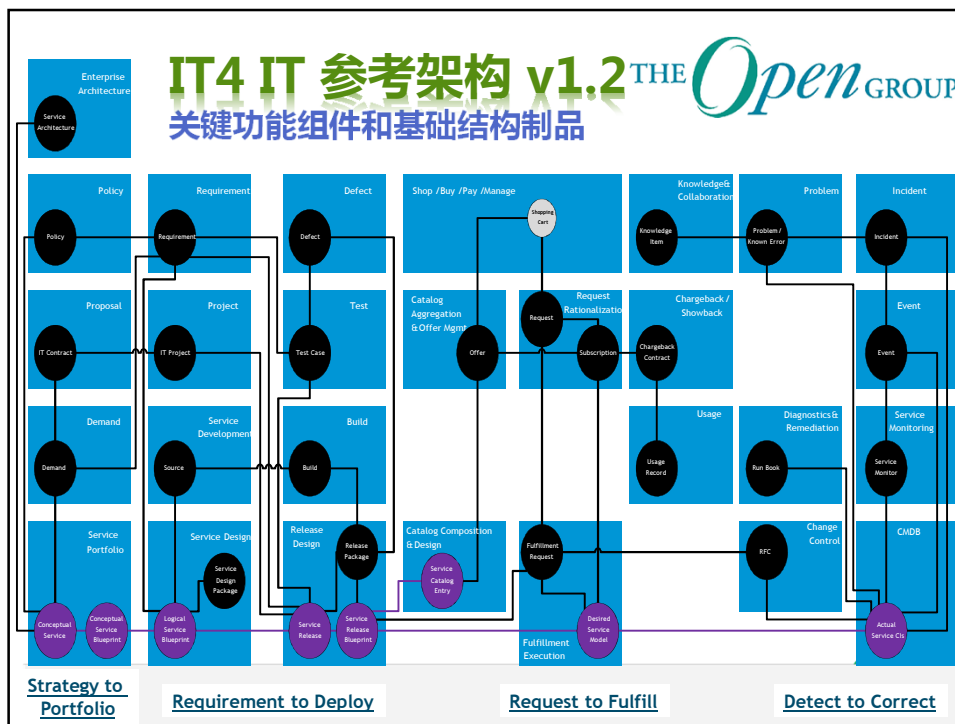 IT4 IT 参考架构 v1.2
THE Open GROUP
关键功能组件和基础结构制品
Enterprise
Architecture
Service
Architecture
Policy
Policy
Requirement
Requirement
Defect
Defect
Shop /Buy /Pay /Manage
Shopping
Cart
Knowledge&
Collaboration
Knowledge
Item
Problem
Problem /
Known Error
Incident
Incident
Proposal
IT Contract
Project
IT Project
Test
Test Case
Catalog
Aggregation
& Offer Mgmt
Offer
Request
Rationalization
Request
Subscription
Chargeback /
Showback
Chargeback
Contract
Event
Event
Demand
Demand
Service
Development
Source
Build
Build
Usage
Usage
Record
Diagnostics&
Remediation
Run Book
Service
Monitoring
Service
Monitor
Service
Portfolio
Conceptual
Service
Conceptual
Service
Blueprint
Service Design
Service
Design
Package
Logical
Service
Blueprint
Release
Design
Release
Package
Service
Release
Service
Release
Blueprint
Catalog Composition
& Design
Service
Catalog
Entry
Fulfillment
Request
Desired
Service
Model
Fulfillment
Execution
Change
Control
RFC
CMDB
Actual
Service CIs
Strategy to
Portfolio
Requirement to Deploy
Request to Fulfill
Detect to Correct